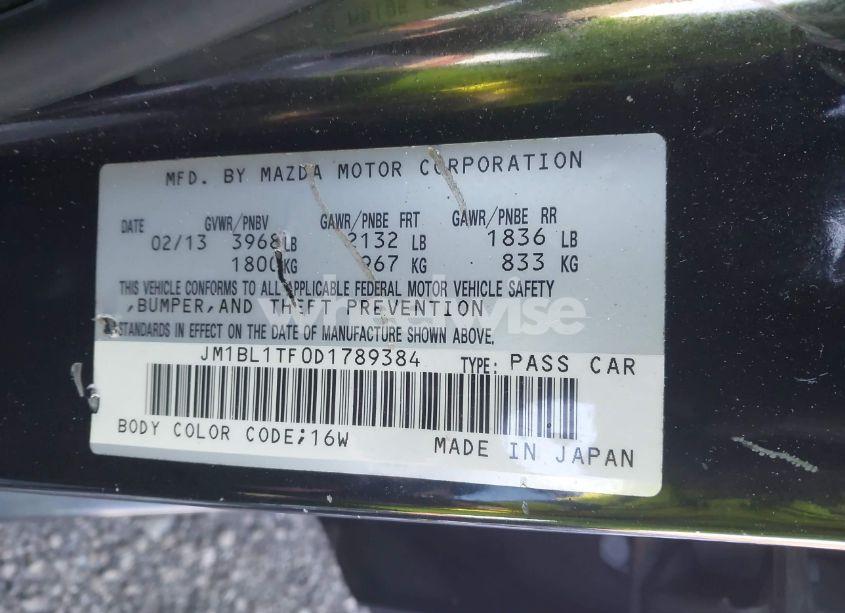 MFD. BY MAZDA MOTOR CORPORATION
DATE GVWR/PNBV GAWR/PNBE FRT GAWR/PNBE RR
02/13 3968 LB 2132 LB 1836 LB
1800 KG 967 KG 833 KG
THIS VEHICLE CONFORMS TO ALL APPLICABLE FEDERAL MOTOR VEHICLE SAFETY
,BUMPER,AND THEFT PREVENTION
STANDARDS IN EFFECT ON THE DATE OF MANUFACTURE SHOWN ABOVE.
wheelwise
JM1BL1TF0D1789384 TYPE: PASS CAR
BODY COLOR CODE;16W MADE IN JAPAN